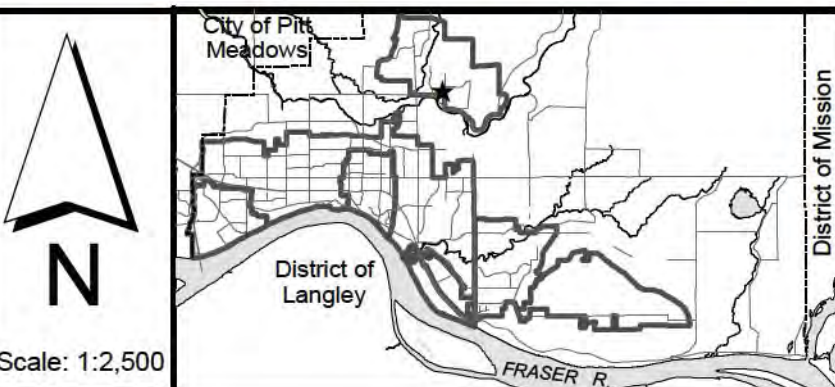 N
Scale: 1:2,500
City of Pitt
Meadows
District of
Langley
FRASER R.
District of Mission